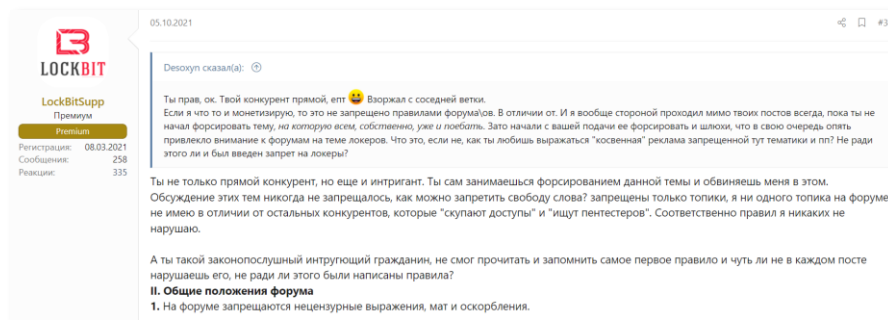 05.10.2021
#3
LOCKBIT
LockBitSupp
Премиум
Premium
Регистрация: 08.03.2021
Сообщения: 258
Реакции: 335
Desoxyn сказал(а):
Ты прав, ок. Твой конкурент прямой, епт 😀 Взоржал с соседней ветки.
Если я что то и монетизирую, то это не запрещено правилами форума\ов. В отличии от. И я вообще стороной проходил мимо твоих постов всегда, пока ты не
начал форсировать тему, на которую всем, собственно, уже и поебать. Зато начали с вашей подачи ее форсировать и шлюхи, что в свою очередь опять
привлекло внимание к форумам на теме локеров. Что это, если не, как ты любишь выражаться "косвенная" реклама запрещенной тут тематики и пп? Не ради
этого ли и был введен запрет на локеры?
Ты не только прямой конкурент, но еще и интригант. Ты сам занимаешься форсированием данной темы и обвиняешь меня в этом.
Обсуждение этих тем никогда не запрещалось, как можно запретить свободу слова? запрещены только топики, я ни одного топика на форуме
не имею в отличии от остальных конкурентов, которые "скупают доступы" и "ищут пентестеров". Соответственно правил я никаких не
нарушаю.
А ты такой законопослушный интругующий гражданин, не смог прочитать и запомнить самое первое правило и чуть ли не в каждом посте
нарушаешь его, не ради ли этого были написаны правила?
II. Общие положения форума
1. На форуме запрещаются нецензурные выражения, мат и оскорбления.